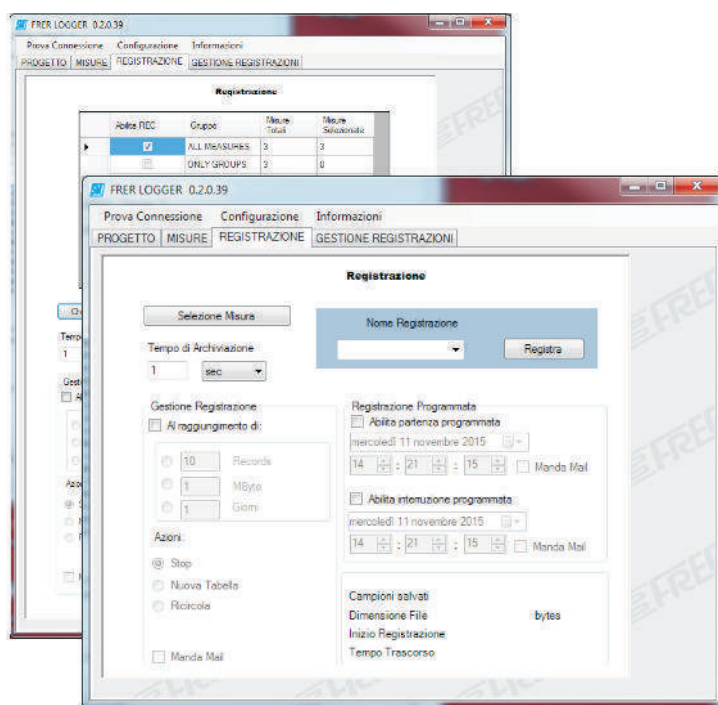 FRER LOGGER 0.2.0.39
Prova Connessione Configurazione Informazioni
PROGETTO MISURE REGISTRAZIONE GESTIONE REGISTRAZIONI
Registrazione
Abilita REC Gruppo Misure Totali Misure Selezionate
ALL MEASURES 3 3
ONLY GROUPS 3 0
Tempo
1
FRER LOGGER 0.2.0.39
Prova Connessione Configurazione Informazioni
PROGETTO MISURE REGISTRAZIONE GESTIONE REGISTRAZIONI
Registrazione
Selezione Misura
Nome Registrazione
Registra
Tempo di Archiviazione
1 sec
Gestione Registrazione
Al raggiungimento di:
10 Records
1 MByte
1 Giorni
Azioni:
Stop
Nuova Tabella
Ricircola
Manda Mail
Registrazione Programmata
Abilita partenza programmata
mercoledì 11 novembre 2015
14 : 21 : 15 Manda Mail
Abilita interruzione programmata
mercoledì 11 novembre 2015
14 : 21 : 15 Manda Mail
Campioni salvati
Dimensione File bytes
Inizio Registrazione
Tempo Trascorso